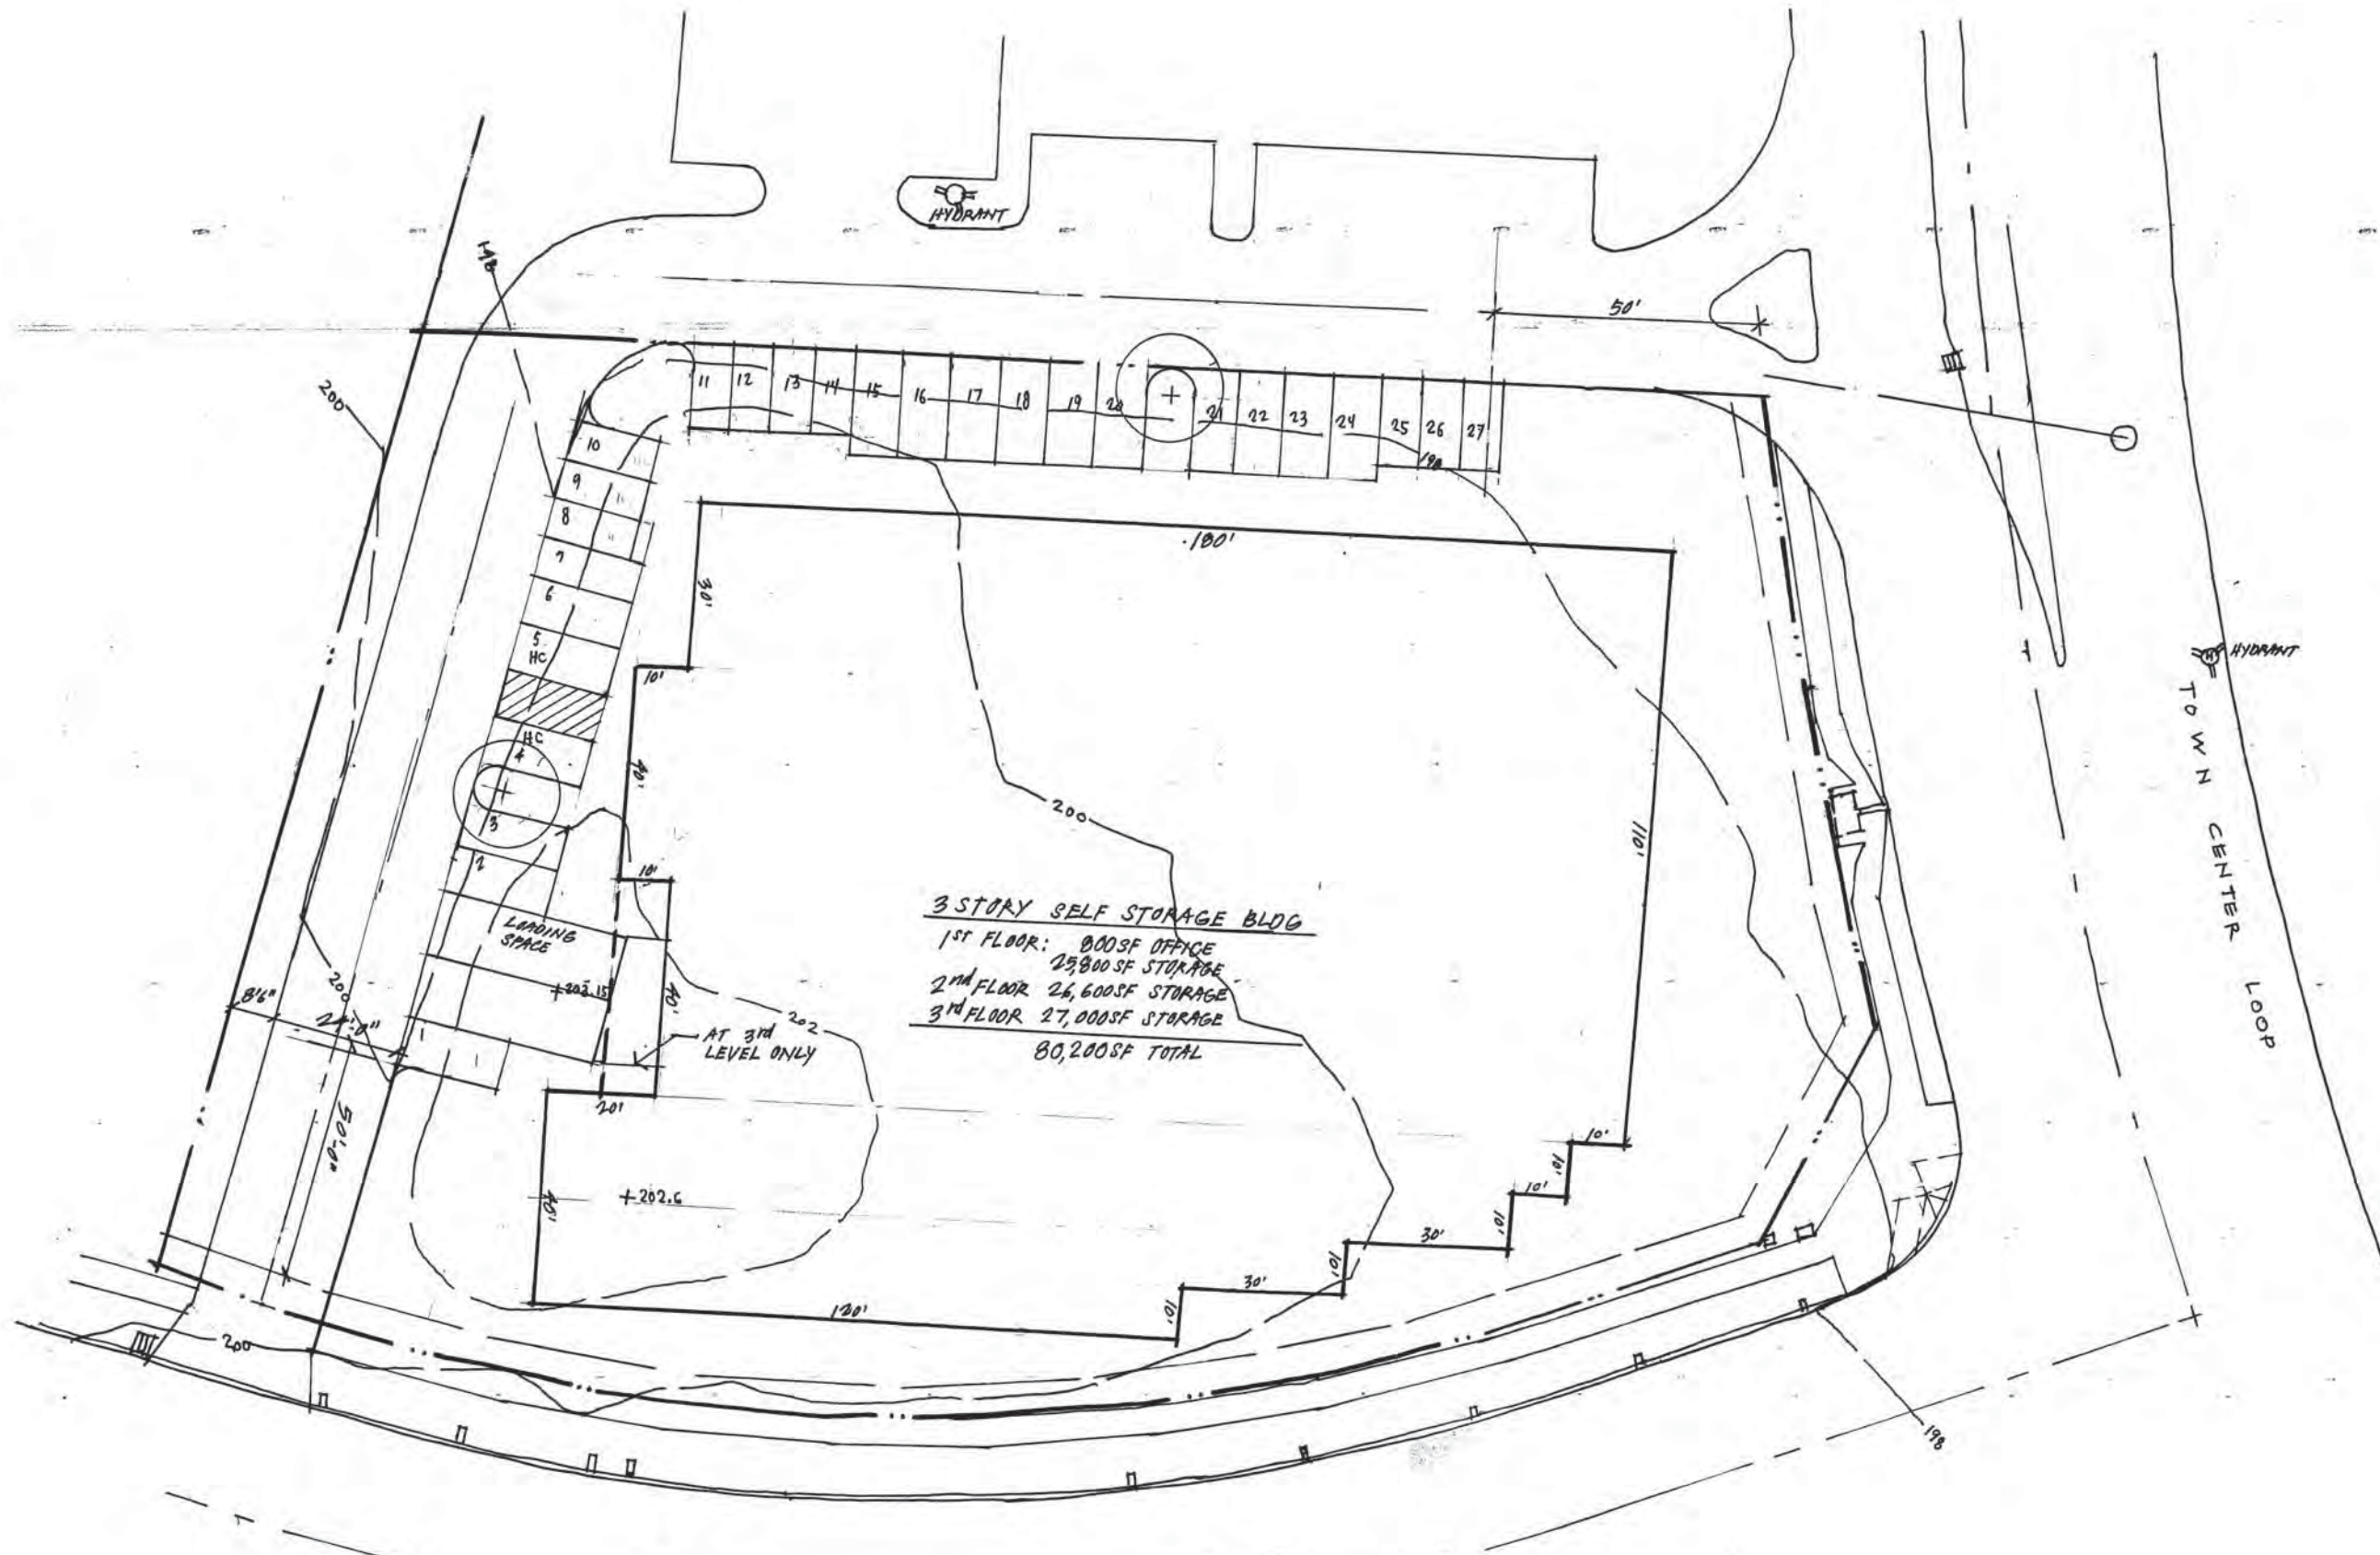 HYDRANT
198
50'
200
11 12 13 14 15 16 17 18 19 20 21 22 23 24 25 26 27
198
10
9
8
7
6
5
HC
HC
4
3
2
LOADING
SPACE
1
180'
30'
10'
40'
10'
40'
20'
40'
120'
10'
30'
10'
30'
10'
10'
10'
10'
110'
200
3 STORY SELF STORAGE BLDG
1ST FLOOR: 800SF OFFICE
25,800SF STORAGE
2nd FLOOR 26,600SF STORAGE
3rd FLOOR 27,000SF STORAGE
80,200SF TOTAL
AT 3rd
LEVEL ONLY
202
+203.15
+202.6
8'6"
24'-0"
200
50'-0"
200
198
HYDRANT
TOWN CENTER LOOP